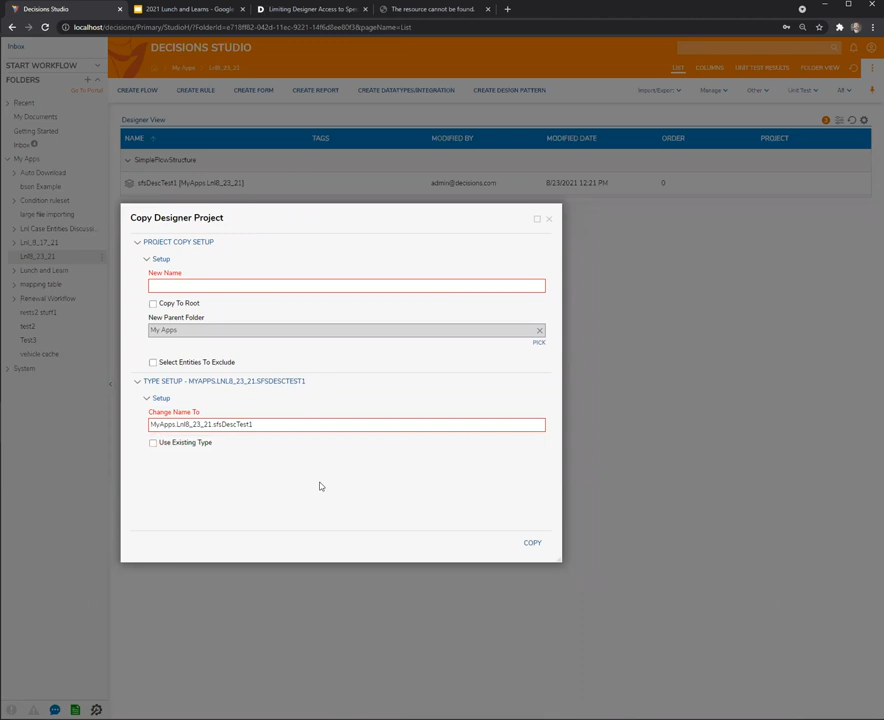 Decisions Studio
2021 Lunch and Learns - Google
Limiting Designer Access to Spe
The resource cannot be found.
localhost/decisions/Primary/StudioH/?FolderId=e718ff82-042d-11ec-9221-14f6d8ee80f3&pageName=List
Inbox
DECISIONS STUDIO
START WORKFLOW
My Apps
Lnl8_23_21
LIST
COLUMNS
UNIT TEST RESULTS
FOLDER VIEW
FOLDERS
Go To Portal
CREATE FLOW
CREATE RULE
CREATE FORM
CREATE REPORT
CREATE DATATYPES/INTEGRATION
CREATE DESIGN PATTERN
Import/Export
Manage
Other
Unit Test
All
Recent
My Documents
Getting Started
Inbox
My Apps
Auto Download
bson Example
Condition ruleset
large file importing
Lnl Case Entities Discussi...
Lnl_8_17_21
Lnl8_23_21
Lunch and Learn
mapping table
Renewal Workflow
rests2 stuff1
test2
Test3
vehicle cache
System
Designer View
3
NAME
TAGS
MODIFIED BY
MODIFIED DATE
ORDER
PROJECT
SimpleFlowStructure
sfsDescTest1 [MyApps Lnl8_23_21]
admin@decisions.com
8/23/2021 12:21 PM
0
Copy Designer Project
PROJECT COPY SETUP
Setup
New Name
Copy To Root
New Parent Folder
My Apps
PICK
Select Entities To Exclude
TYPE SETUP - MYAPPS.LNL8_23_21.SFSDESCTEST1
Setup
Change Name To
MyApps.Lnl8_23_21.sfsDescTest1
Use Existing Type
COPY